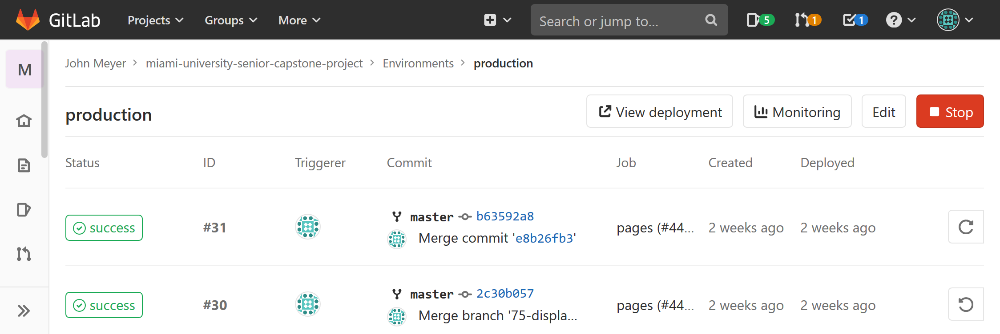 GitLab Projects Groups More Search or jump to... 5 1 1
M
John Meyer > miami-university-senior-capstone-project > Environments > production
production View deployment Monitoring Edit Stop
Status ID Triggerer Commit Job Created Deployed
success #31 master b63592a8 pages (#44... 2 weeks ago 2 weeks ago
Merge commit 'e8b26fb3'
success #30 master 2c30b057 pages (#44... 2 weeks ago 2 weeks ago
Merge branch '75-displa...